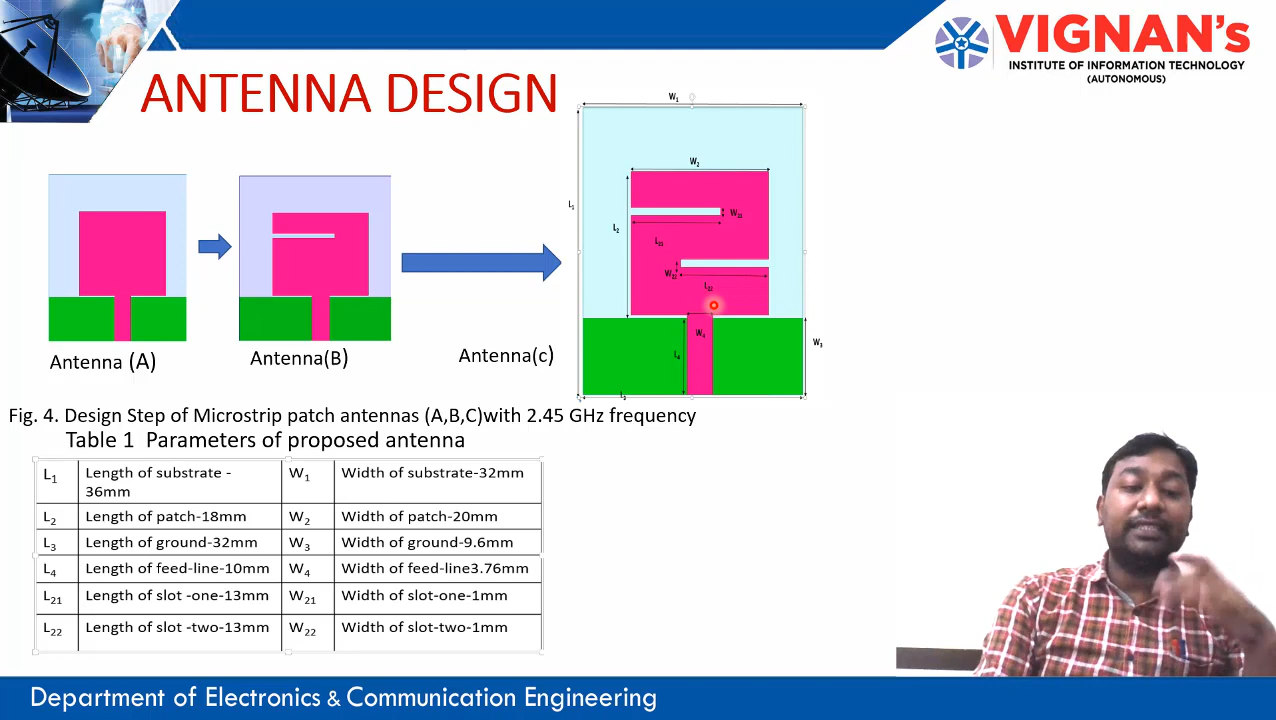 VIGNAN's
INSTITUTE OF INFORMATION TECHNOLOGY
(AUTONOMOUS)
ANTENNA DESIGN
W1
W2
L1
W21
L2
L21
W22
L22
W4
W3
L4
L3
Antenna (A)
Antenna(B)
Antenna(c)
Fig. 4. Design Step of Microstrip patch antennas (A,B,C)with 2.45 GHz frequency
Table 1 Parameters of proposed antenna
L1 Length of substrate - W1 Width of substrate-32mm
36mm
L2 Length of patch-18mm W2 Width of patch-20mm
L3 Length of ground-32mm W3 Width of ground-9.6mm
L4 Length of feed-line-10mm W4 Width of feed-line3.76mm
L21 Length of slot -one-13mm W21 Width of slot-one-1mm
L22 Length of slot -two-13mm W22 Width of slot-two-1mm
Department of Electronics & Communication Engineering